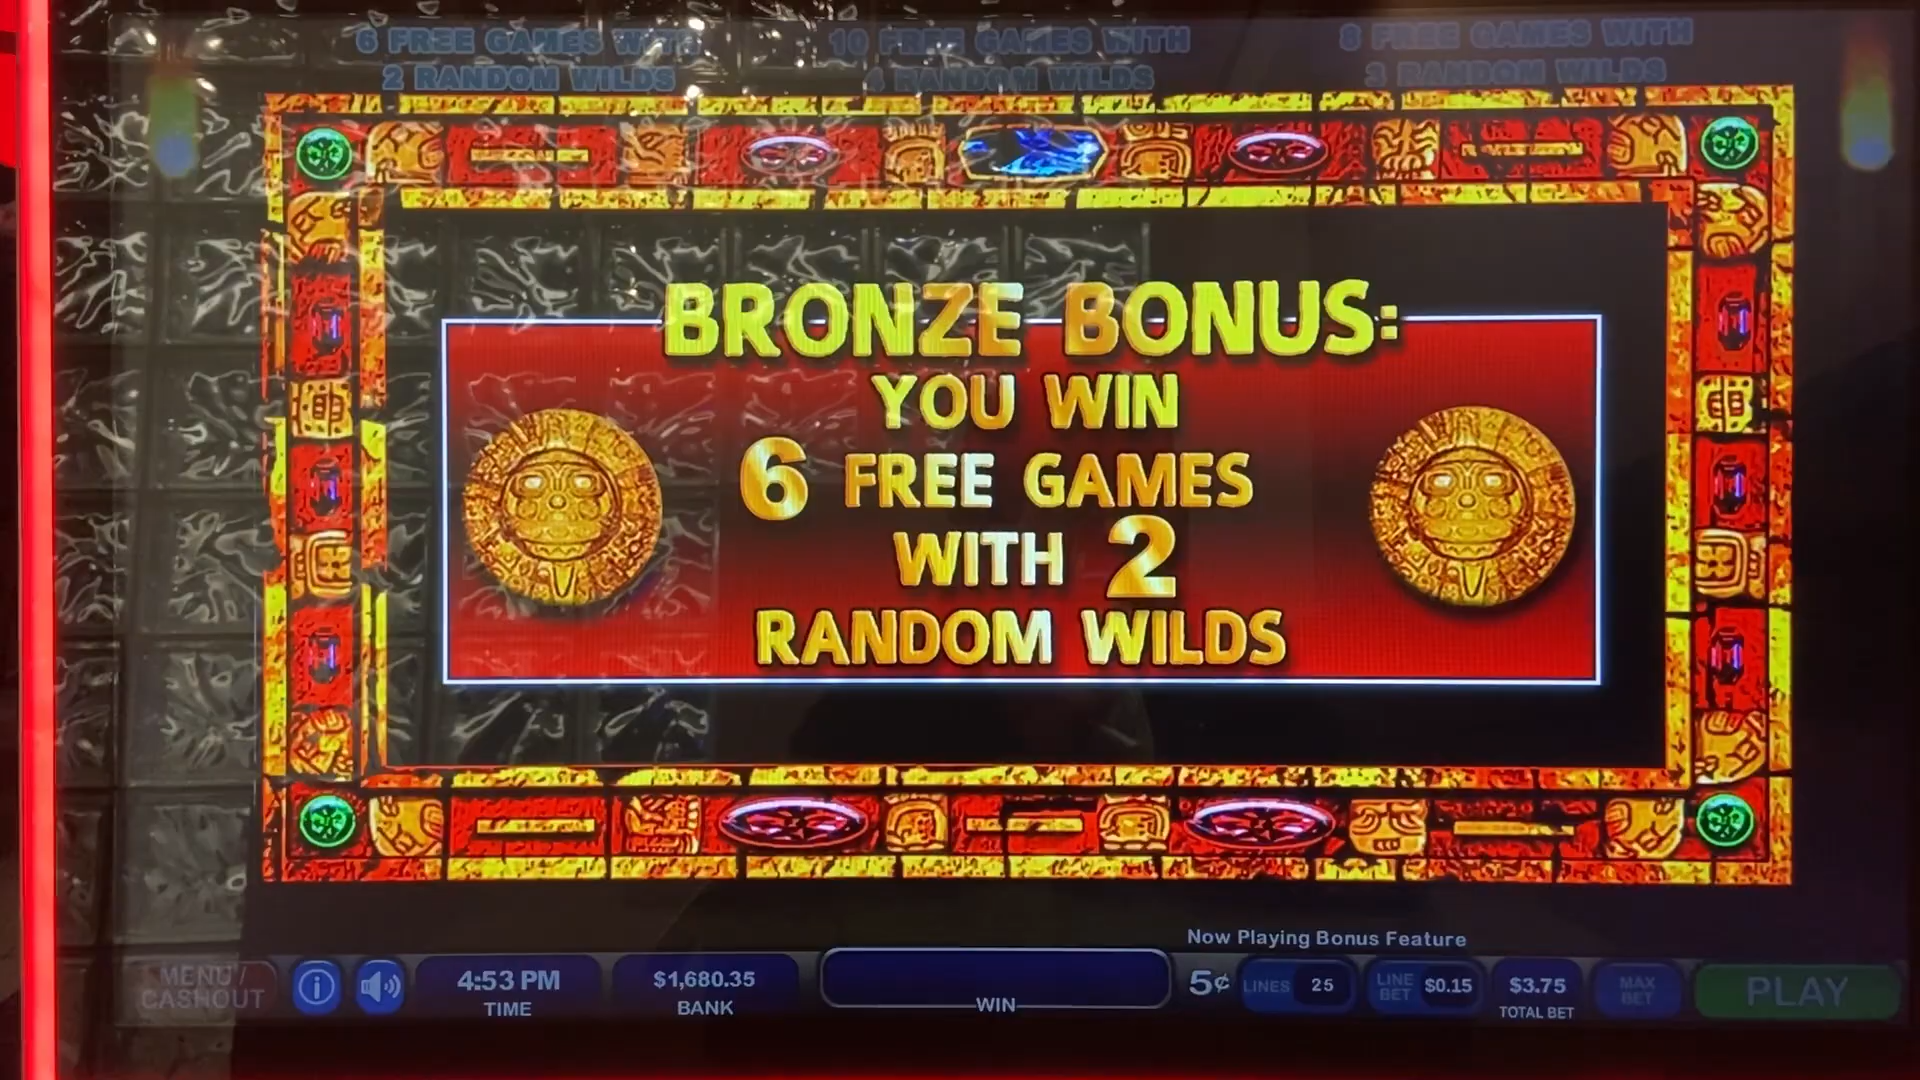 6 FREE GAMES WITH
2 RANDOM WILDS
10 FREE GAMES WITH
4 RANDOM WILDS
8 FREE GAMES WITH
3 RANDOM WILDS
BRONZE BONUS:
YOU WIN
6 FREE GAMES
WITH 2
RANDOM WILDS
Now Playing Bonus Feature
MENU /
CASHOUT
4:53 PM
TIME
$1,680.35
BANK
WIN
5¢
LINES 25
LINE
BET
$0.15
$3.75
TOTAL BET
MAX
BET
PLAY